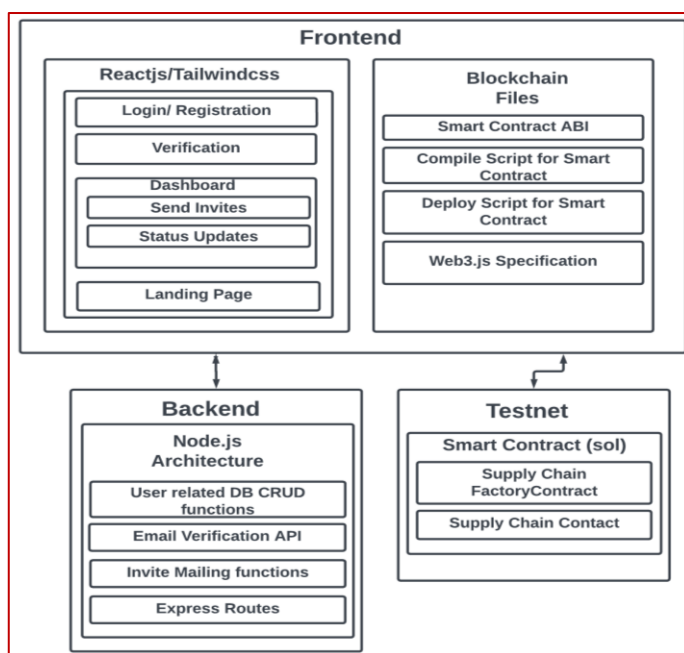 Frontend
Reactjs/Tailwindcss
Login/ Registration
Verification
Dashboard
Send Invites
Status Updates
Landing Page
Blockchain
Files
Smart Contract ABI
Compile Script for Smart
Contract
Deploy Script for Smart
Contract
Web3.js Specification
Backend
Node.js
Architecture
User related DB CRUD
functions
Email Verification API
Invite Mailing functions
Express Routes
Testnet
Smart Contract (sol)
Supply Chain
FactoryContract
Supply Chain Contact